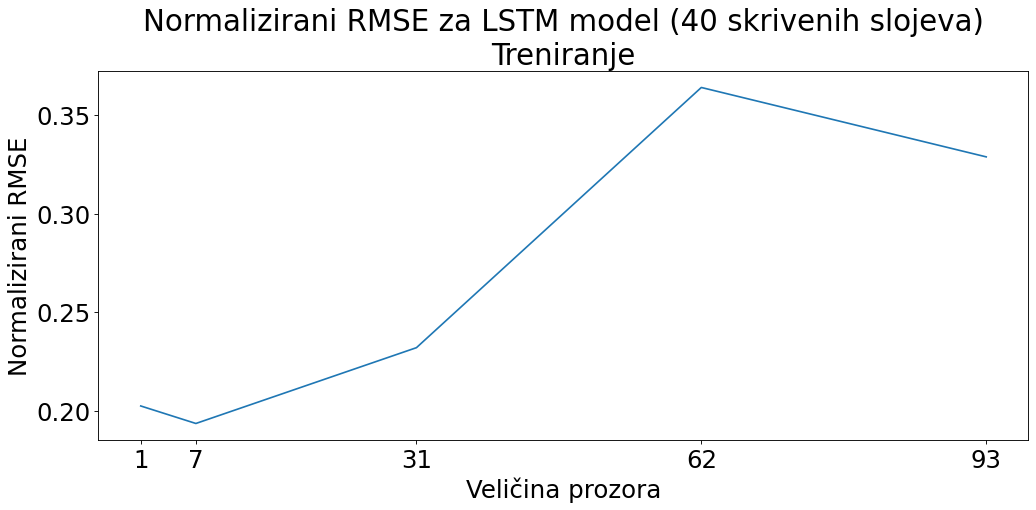 Normalizirani RMSE za LSTM model (40 skrivenih slojeva)
Treniranje
Normalizirani RMSE
0.35
0.30
0.25
0.20
1 7 31 62 93
Veličina prozora